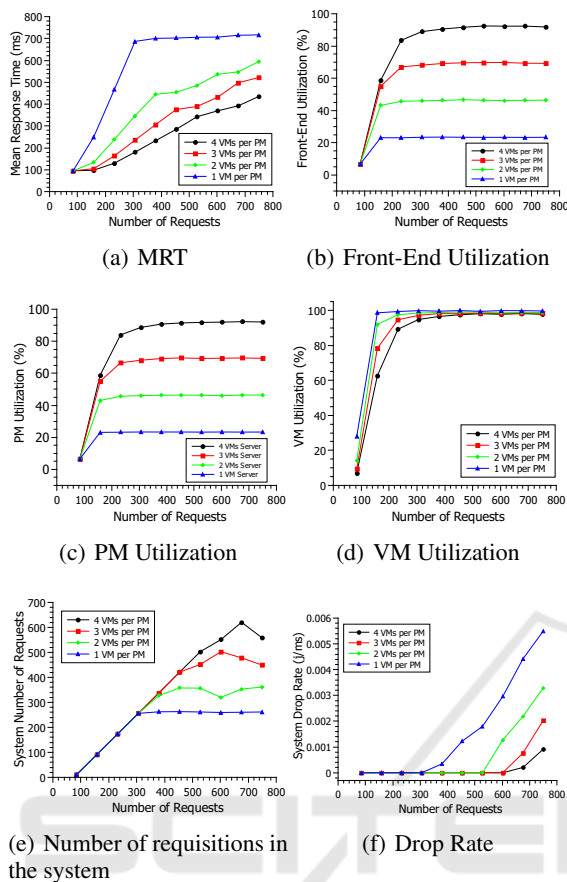 800
700
600
500
400
300
200
100
0
Mean Response Time (ms)
0 100 200 300 400 500 600 700 800
Number of Requests
4 VMs per PM
3 VMs per PM
2 VMs per PM
1 VM per PM
(a) MRT
100
80
60
40
20
0
Front-End Utilization (%)
0 100 200 300 400 500 600 700 800
Number of Requests
4 VMs per PM
3 VMs per PM
2 VMs per PM
1 VM per PM
(b) Front-End Utilization
100
80
60
40
20
0
PM Utilization (%)
0 100 200 300 400 500 600 700 800
Number of Requests
4 VMs Server
3 VMs Server
2 VMs Server
1 VM Server
(c) PM Utilization
100
80
60
40
20
0
VM Utilization (%)
0 100 200 300 400 500 600 700 800
Number of Requests
4 VMs per PM
3 VMs per PM
2 VMs per PM
1 VM per PM
(d) VM Utilization
700
600
500
400
300
200
100
0
System Number of Requests
0 100 200 300 400 500 600 700 800
Number of Requests
4 VMs per PM
3 VMs per PM
2 VMs per PM
1 VM per PM
(e) Number of requisitions in
the system
0.006
0.005
0.004
0.003
0.002
0.001
0
System Drop Rate (j/ms)
0 100 200 300 400 500 600 700 800
Number of Requests
4 VMs per PM
3 VMs per PM
2 VMs per PM
1 VM per PM
(f) Drop Rate
SCITE